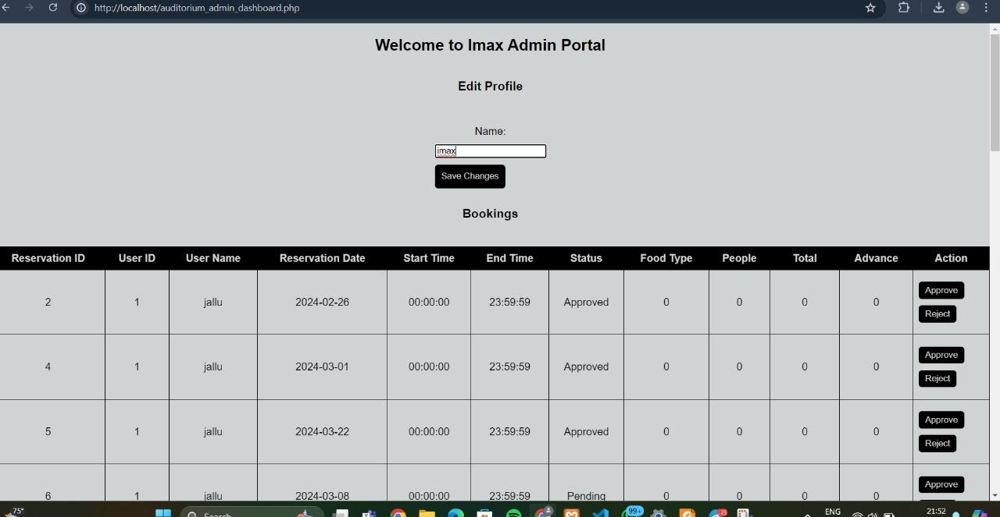 http://localhost/auditorium_admin_dashboard.php
Welcome to Imax Admin Portal
Edit Profile
Name:
imax
Save Changes
Bookings
Reservation ID User ID User Name Reservation Date Start Time End Time Status Food Type People Total Advance Action
2 1 jallu 2024-02-26 00:00:00 23:59:59 Approved 0 0 0 0 Approve
Reject
4 1 jallu 2024-03-01 00:00:00 23:59:59 Approved 0 0 0 0 Approve
Reject
5 1 jallu 2024-03-22 00:00:00 23:59:59 Approved 0 0 0 0 Approve
Reject
6 1 jallu 2024-03-08 00:00:00 23:59:59 Pending 0 0 0 0 Approve
75° Search 99+ ENG 21:52